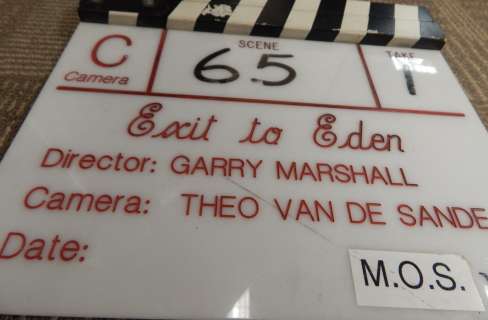 SCENE
TAKE
C
65
1
Camera
Exit to Eden
Director: GARRY MARSHALL
Camera: THEO VAN DE SANDE
Date:
M.O.S.